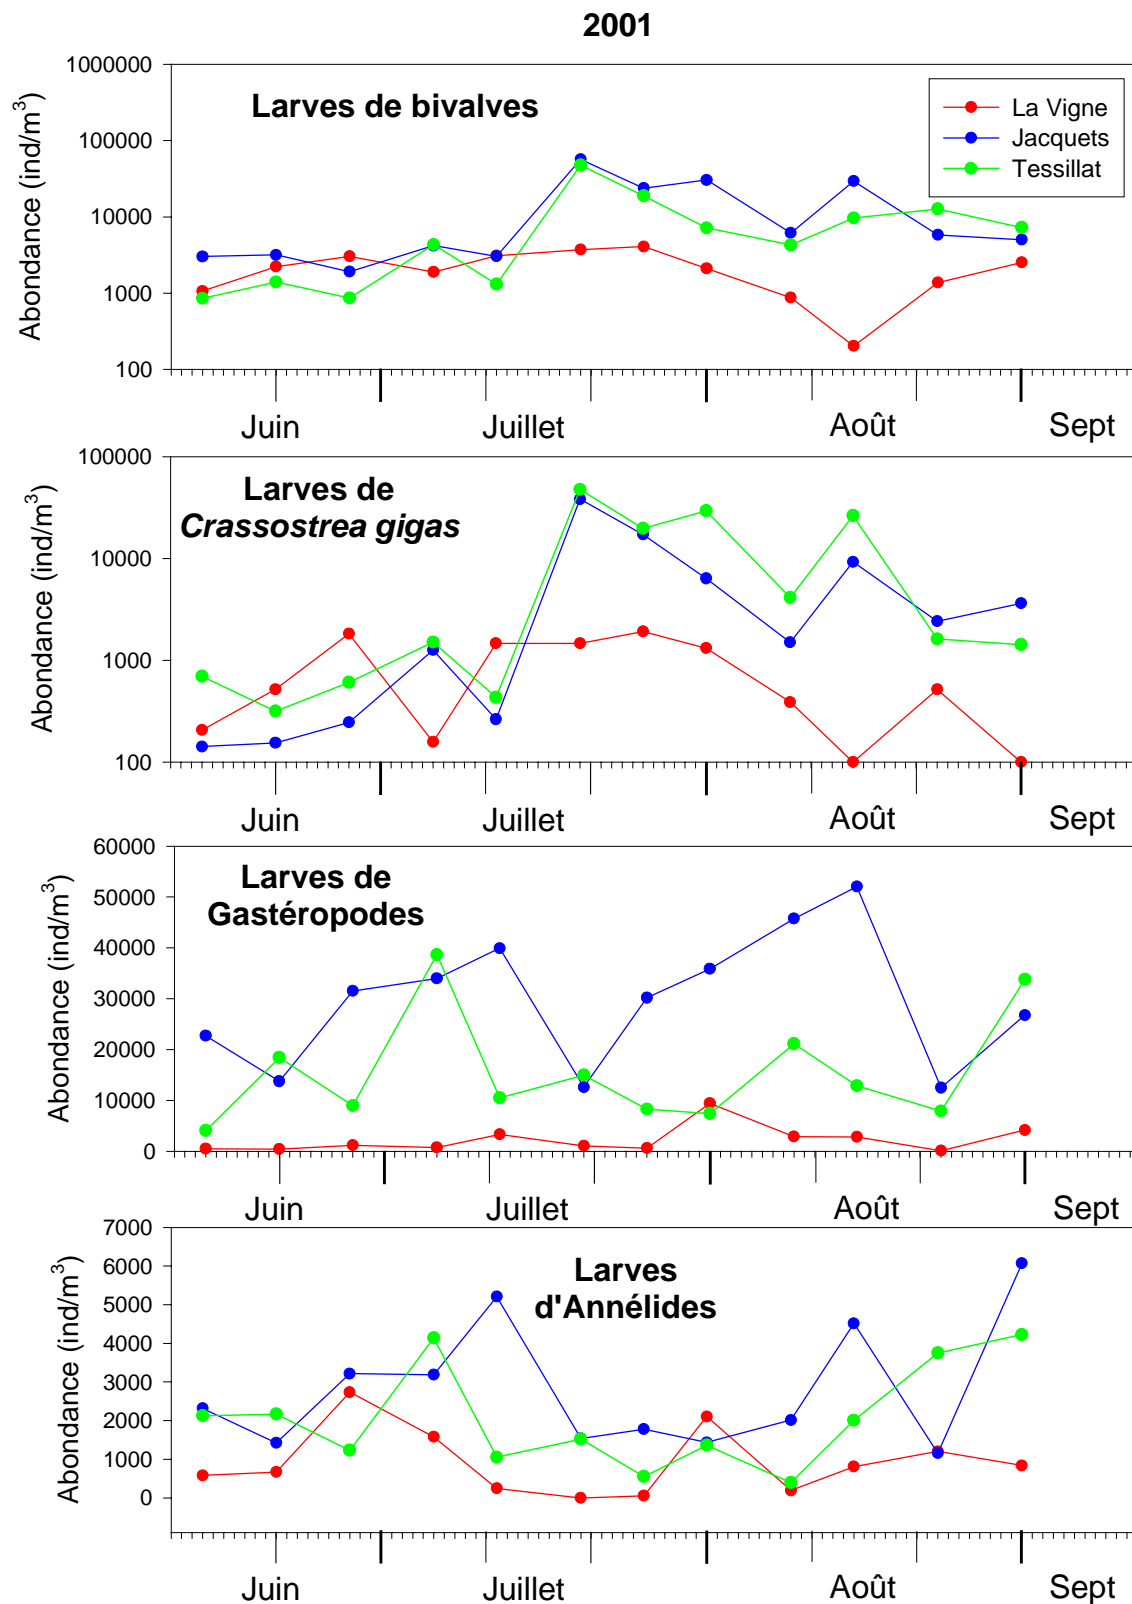 2001
Larves de bivalves
La Vigne
Jacquets
Tessillat
Abondance (ind/m³)
1000000
100000
10000
1000
100
Juin Juillet Août Sept
Larves de
Crassostrea gigas
Abondance (ind/m³)
100000
10000
1000
100
Juin Juillet Août Sept
Larves de
Gastéropodes
Abondance (ind/m³)
60000
50000
40000
30000
20000
10000
0
Juin Juillet Août Sept
Larves
d'Annélides
Abondance (ind/m³)
7000
6000
5000
4000
3000
2000
1000
0
Juin Juillet Août Sept